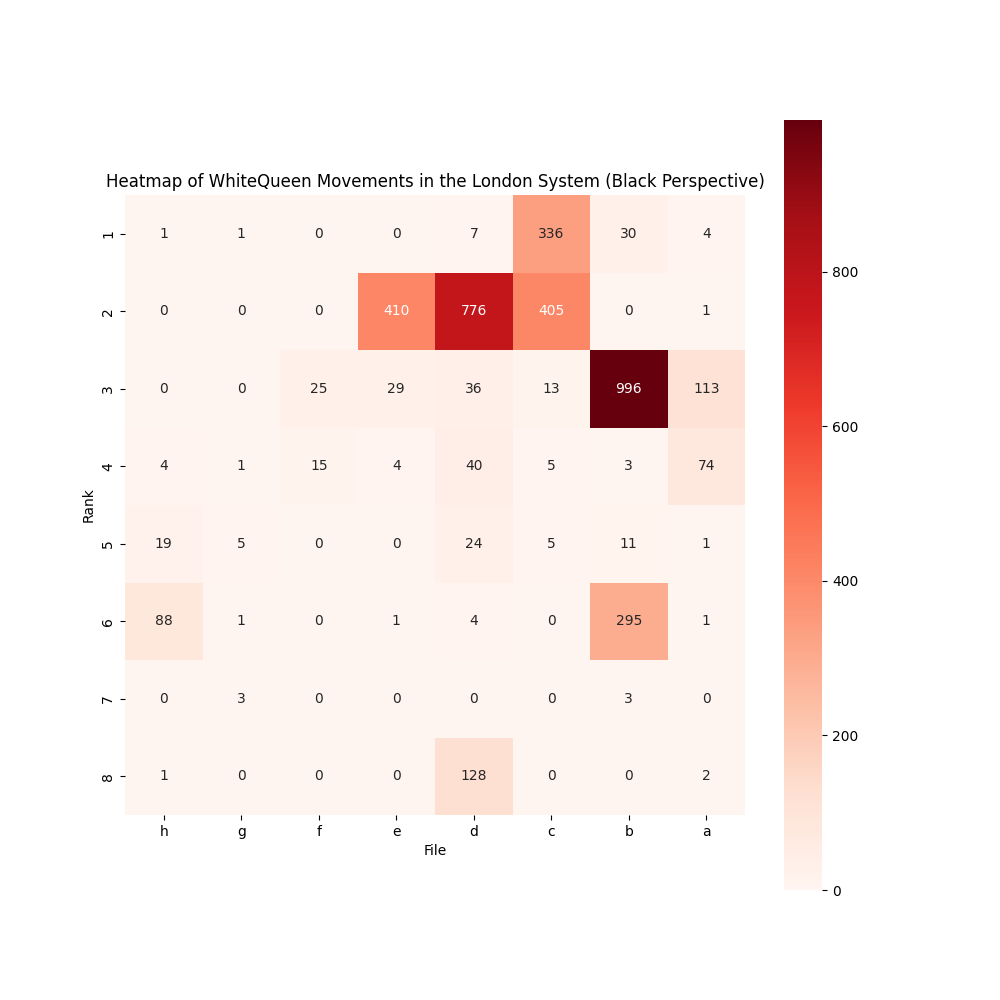 Heatmap of WhiteQueen Movements in the London System (Black Perspective)
1 1 1 0 0 7 336 30 4
2 0 0 0 410 776 405 0 1
3 0 0 25 29 36 13 996 113
4 4 1 15 4 40 5 3 74
5 19 5 0 0 24 5 11 1
6 88 1 0 1 4 0 295 1
7 0 3 0 0 0 0 3 0
8 1 0 0 0 128 0 0 2
h g f e d c b a
File
Rank
800
600
400
200
0